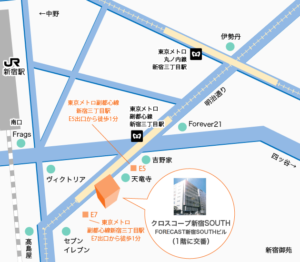 ←中野
伊勢丹
東京メトロ
丸ノ内線
新宿三丁目駅
JR
新宿駅
明治通り
東京メトロ副都心線
新宿三丁目駅
E5出口から徒歩1分
東京メトロ
副都心線
新宿三丁目駅
南口
Frags
Forever21
四ッ谷→
吉野家
E5
天竜寺
ヴィクトリア
クロスコープ新宿SOUTH
FORECAST新宿SOUTHビル
(1階に交番)
E7
東京メトロ
副都心線新宿三丁目駅
E7出口から徒歩1分
高島屋
セブン
イレブン
新宿御苑